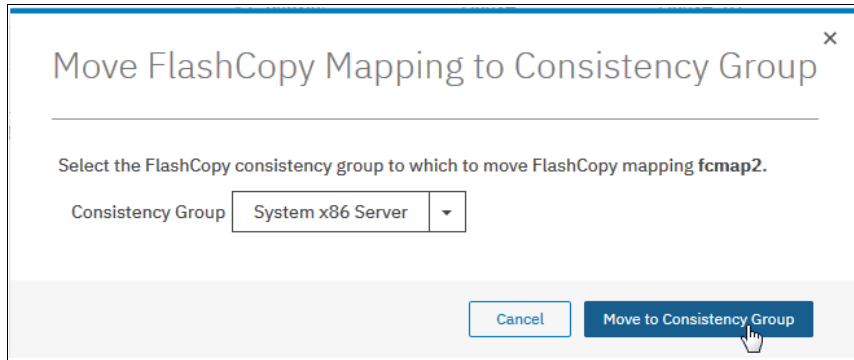 Move FlashCopy Mapping to Consistency Group
Select the FlashCopy consistency group to which to move FlashCopy mapping fcmap2.
Consistency Group System x86 Server
Cancel Move to Consistency Group